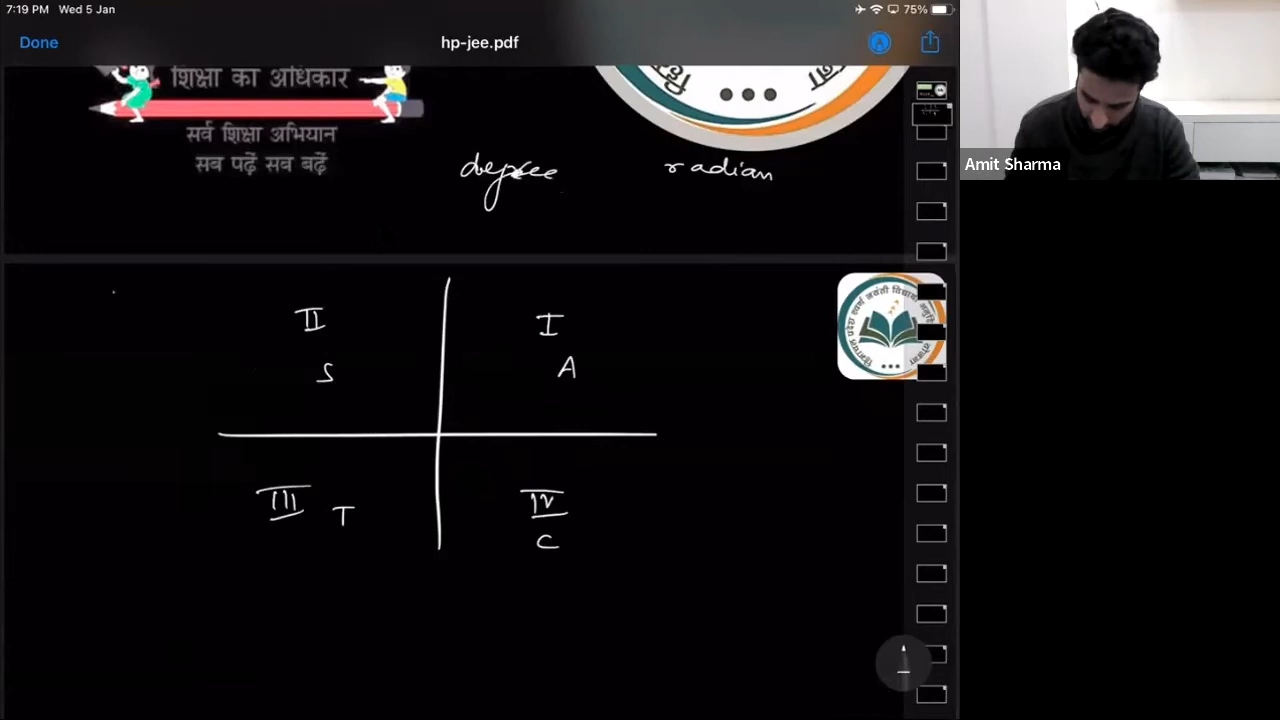 7:19 PM Wed 5 Jan
75%
Done
hp-jee.pdf
शिक्षा का अधिकार
सर्व शिक्षा अभियान
सब पढ़ें सब बढ़ें
degree radian
Amit Sharma
II
I
S
A
III
T
IV
C